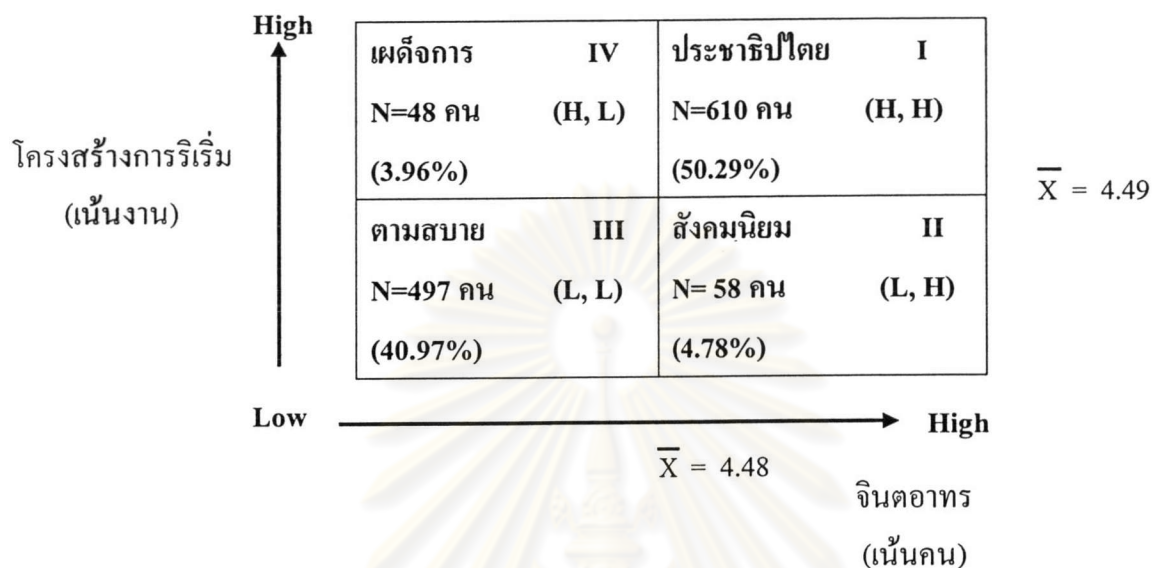 High
เผด็จการ IV
N=48 คน (H, L)
(3.96%)
ประชาธิปไตย I
N=610 คน (H, H)
(50.29%)
โครงสร้างการริเริ่ม
(เน้นงาน)
X̄ = 4.49
ตามสบาย III
N=497 คน (L, L)
(40.97%)
สังคมนิยม II
N= 58 คน (L, H)
(4.78%)
Low
High
X̄ = 4.48
จินตอาทร
(เน้นคน)